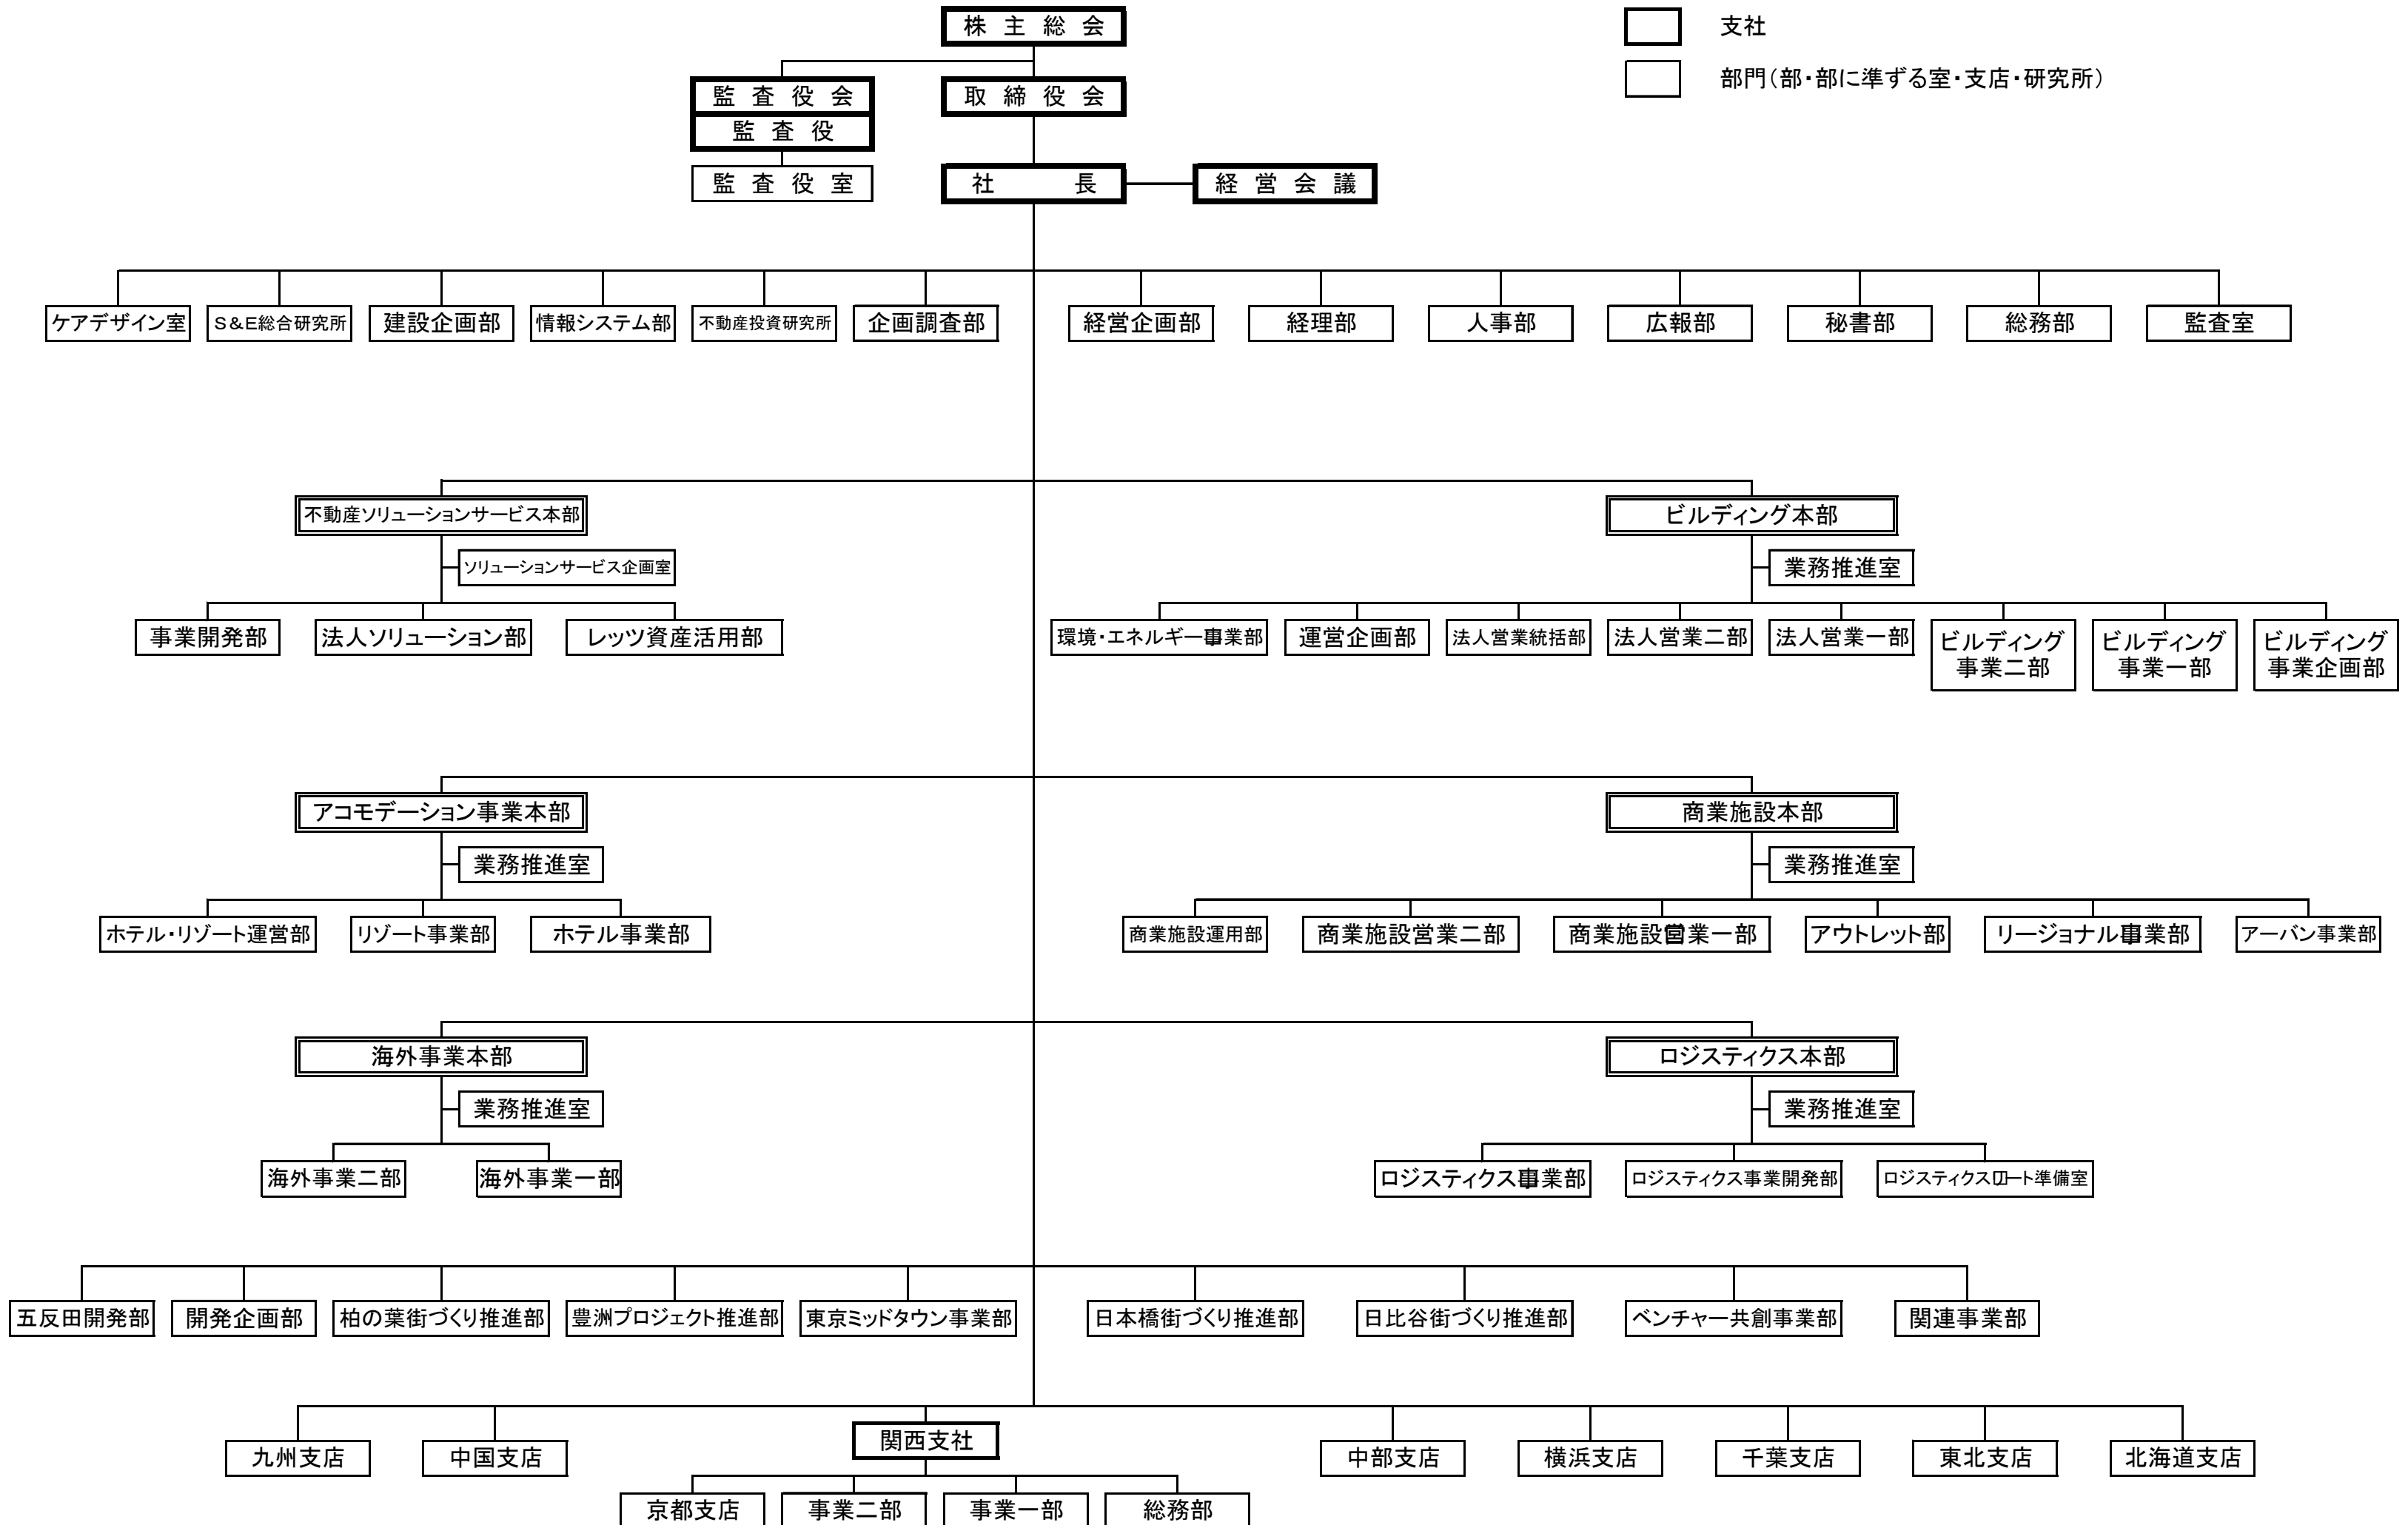 株主総会
支社
部門(部・部に準ずる室・支店・研究所)
監査役会
取締役会
監査役
監査役室
社長
経営会議
ケアデザイン室
S&E総合研究所
建設企画部
情報システム部
不動産投資研究所
企画調査部
経営企画部
経理部
人事部
広報部
秘書部
総務部
監査室
不動産ソリューションサービス本部
ビルディング本部
ソリューションサービス企画室
業務推進室
事業開発部
法人ソリューション部
レッツ資産活用部
環境・エネルギー事業部
運営企画部
法人営業統括部
法人営業二部
法人営業一部
ビルディング
事業二部
ビルディング
事業一部
ビルディング
事業企画部
アコモデーション事業本部
商業施設本部
業務推進室
業務推進室
ホテル・リゾート運営部
リゾート事業部
ホテル事業部
商業施設運用部
商業施設営業二部
商業施設営業一部
アウトレット部
リージョナル事業部
アーバン事業部
海外事業本部
ロジスティクス本部
業務推進室
業務推進室
海外事業二部
海外事業一部
ロジスティクス事業部
ロジスティクス事業開発部
ロジスティクスリート準備室
五反田開発部
開発企画部
柏の葉街づくり推進部
豊洲プロジェクト推進部
東京ミッドタウン事業部
日本橋街づくり推進部
日比谷街づくり推進部
ベンチャー共創事業部
関連事業部
関西支社
九州支店
中国支店
中部支店
横浜支店
千葉支店
東北支店
北海道支店
京都支店
事業二部
事業一部
総務部